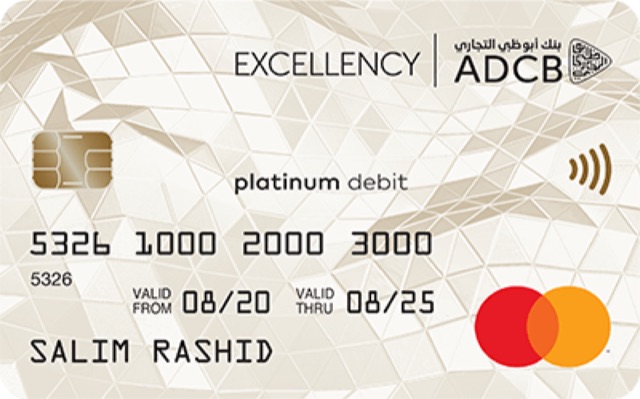 EXCELLENCY
بنك أبوظبي التجاري
ADCB
platinum debit
5326 1000 2000 3000
5326
VALID FROM 08/20 VALID THRU 08/25
SALIM RASHID